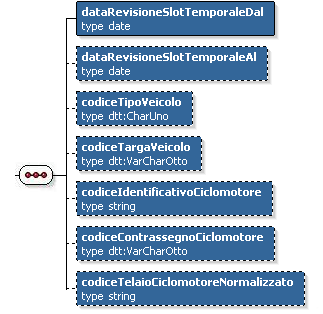 dataRevisioneSlotTemporaleDal
type date
dataRevisioneSlotTemporaleAl
type date
codiceTipoVeicolo
type dtt:CharUno
codiceTargaVeicolo
type dtt:VarCharOtto
codiceIdentificativoCiclomotore
type string
codiceContrassegnoCiclomotore
type dtt:VarCharOtto
codiceTelaioCiclomotoreNormalizzato
type string